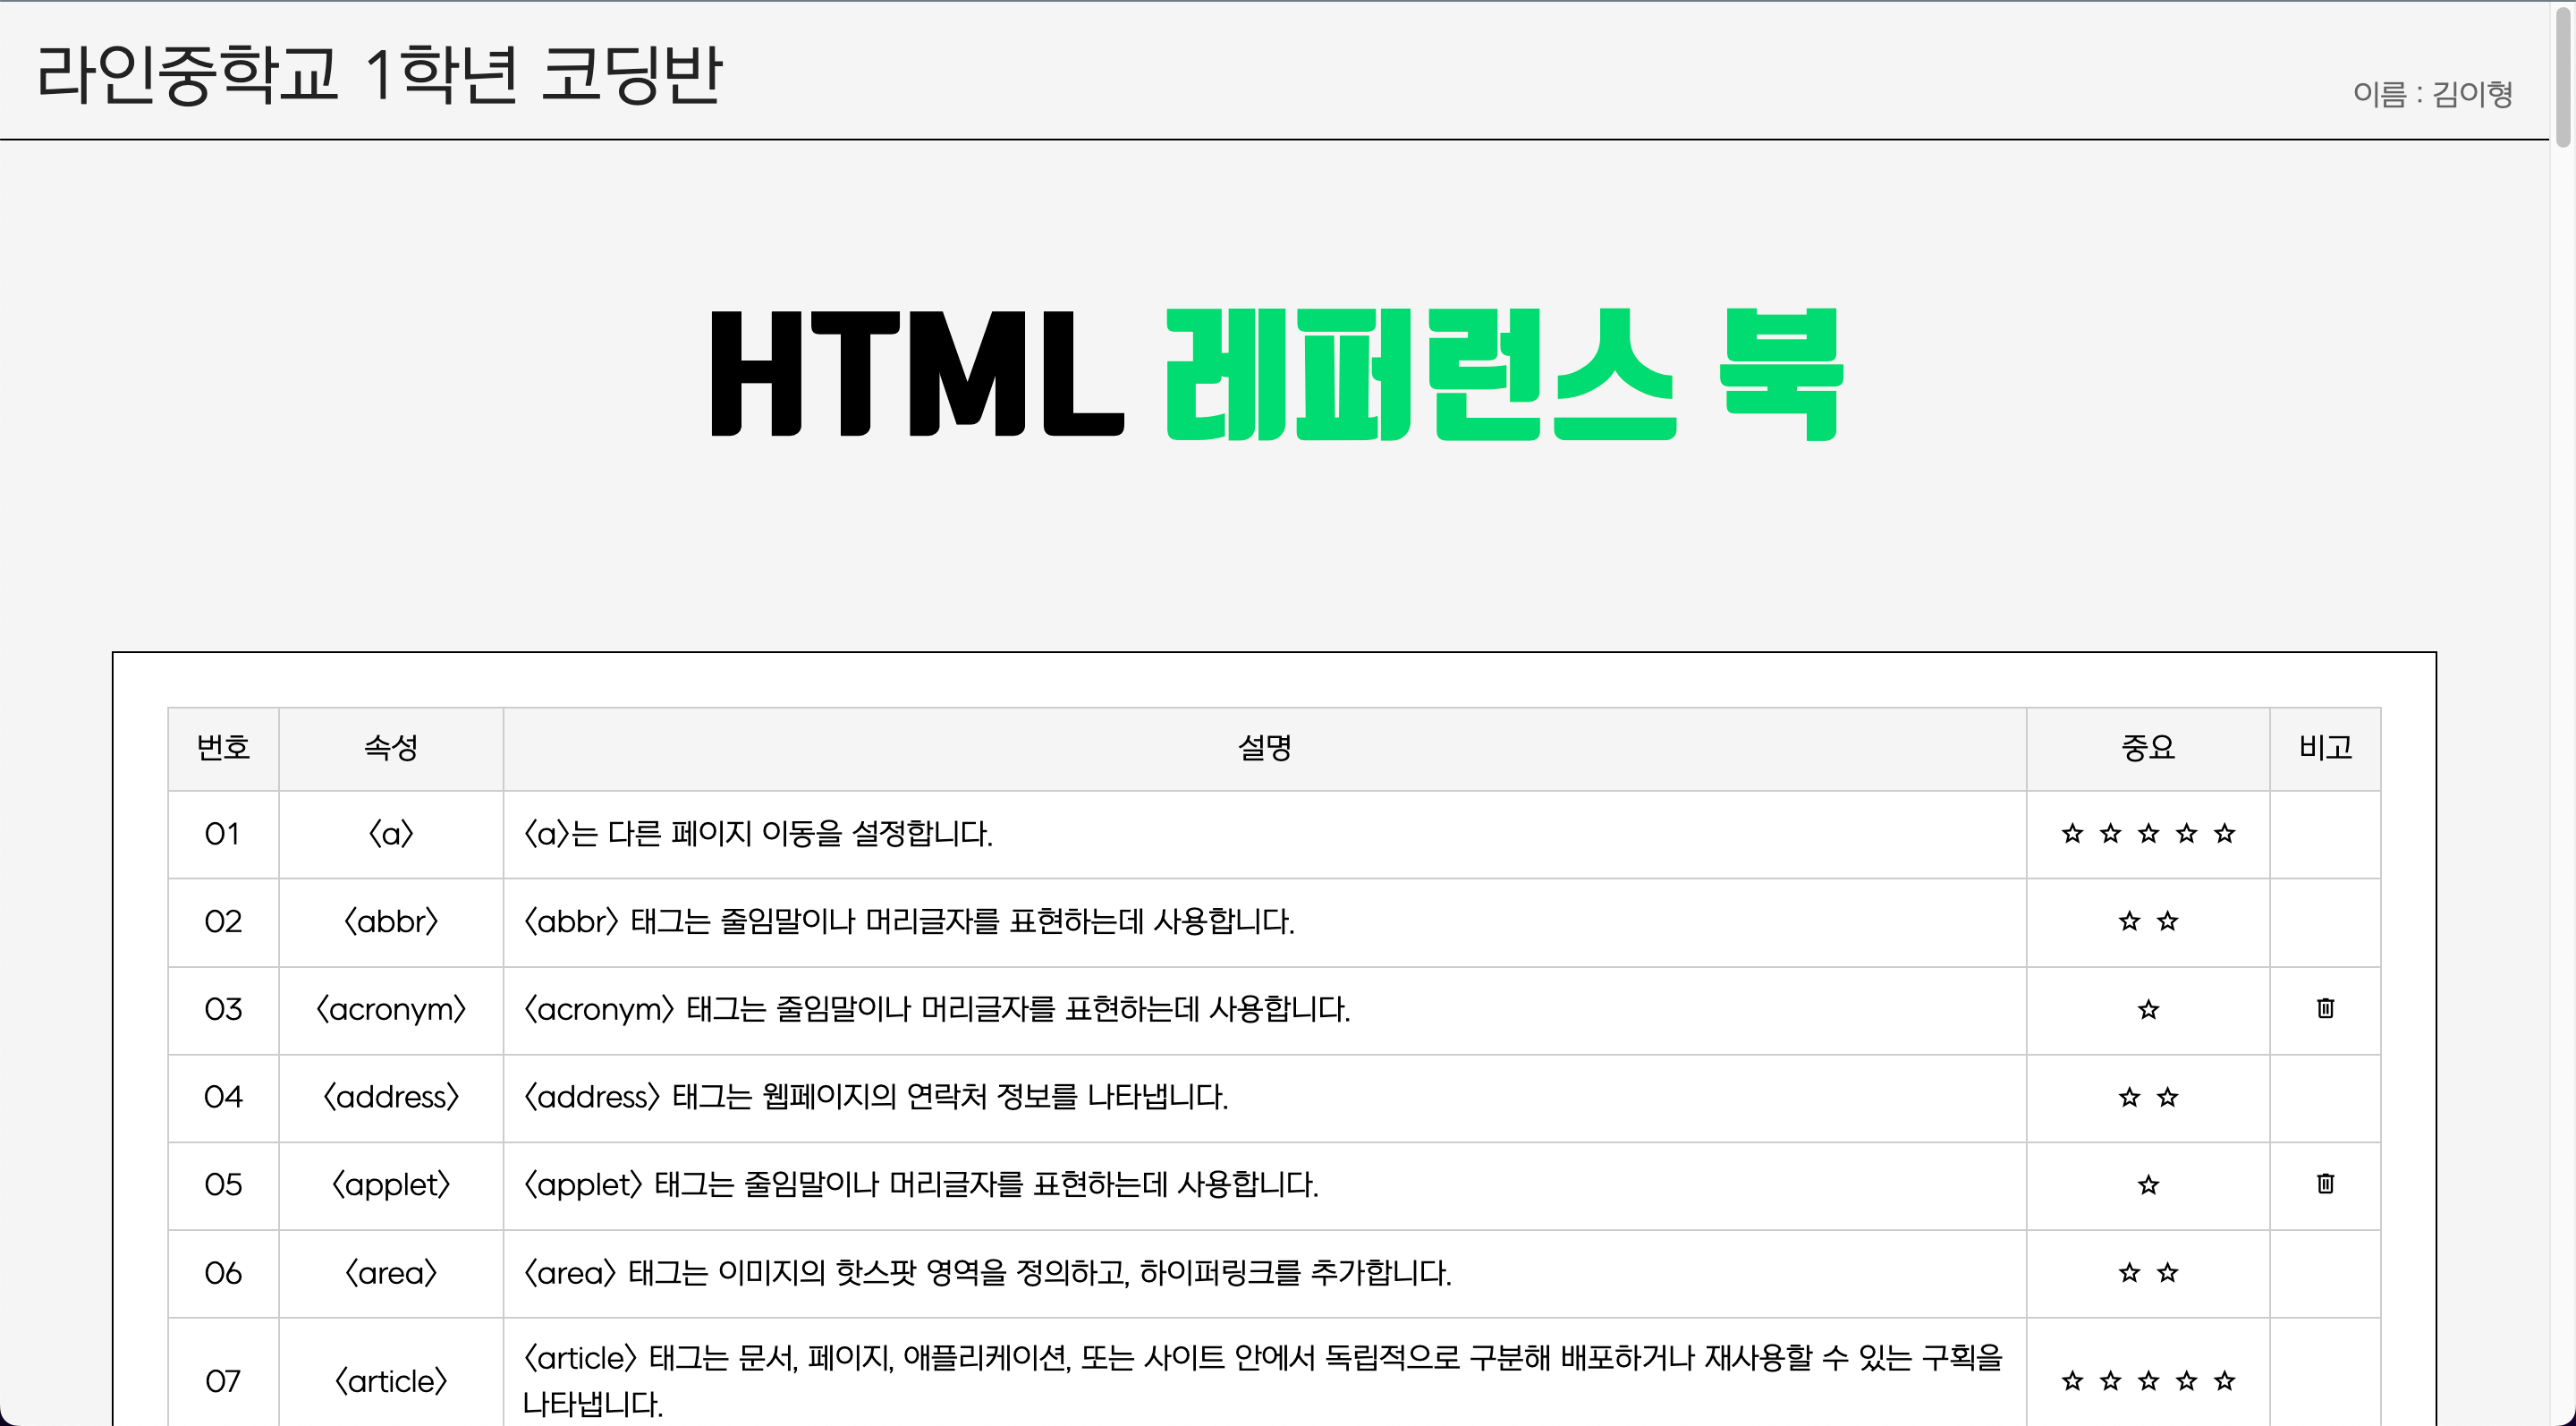 라인중학교 1학년 코딩반
이름 : 김이형
HTML 레퍼런스 북
번호 속성 설명 중요 비고
01 <a> <a>는 다른 페이지 이동을 설정합니다. ☆ ☆ ☆ ☆ ☆
02 <abbr> <abbr> 태그는 줄임말이나 머리글자를 표현하는데 사용합니다. ☆ ☆
03 <acronym> <acronym> 태그는 줄임말이나 머리글자를 표현하는데 사용합니다. ☆
04 <address> <address> 태그는 웹페이지의 연락처 정보를 나타냅니다. ☆ ☆
05 <applet> <applet> 태그는 줄임말이나 머리글자를 표현하는데 사용합니다. ☆
06 <area> <area> 태그는 이미지의 핫스팟 영역을 정의하고, 하이퍼링크를 추가합니다. ☆ ☆
07 <article> <article> 태그는 문서, 페이지, 애플리케이션, 또는 사이트 안에서 독립적으로 구분해 배포하거나 재사용할 수 있는 구획을 ☆ ☆ ☆ ☆ ☆
나타냅니다.